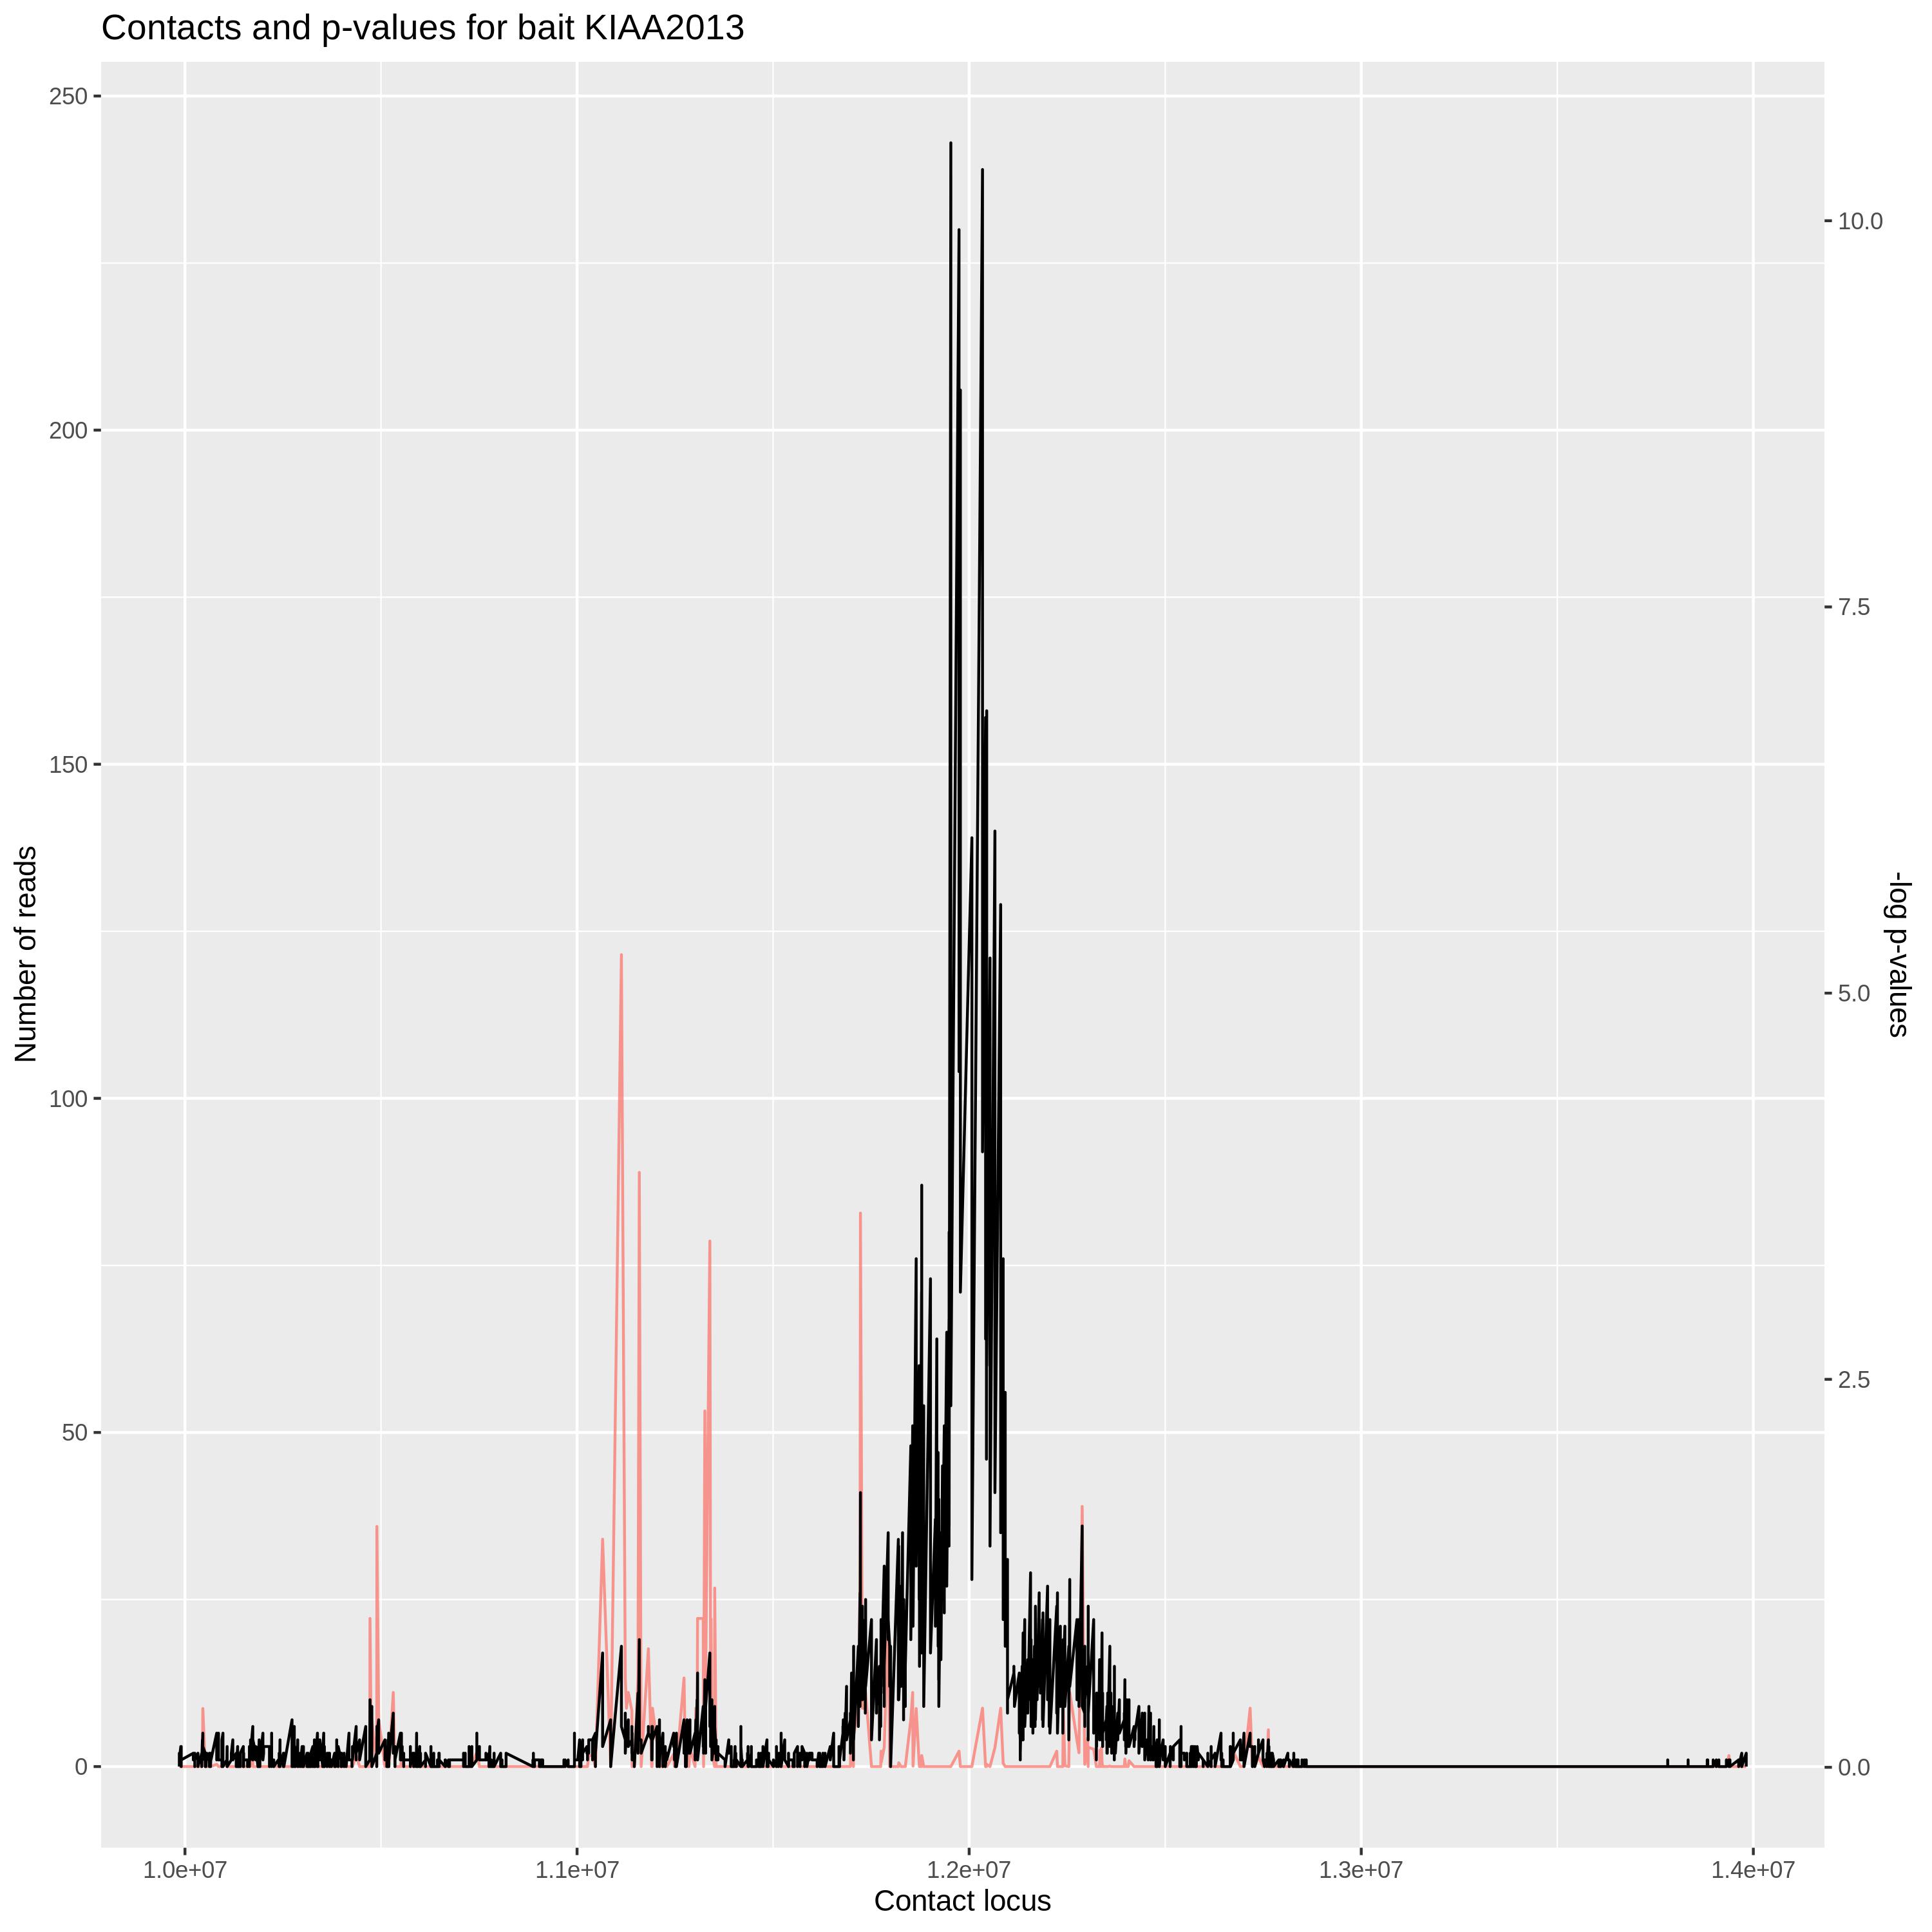 Contacts and p-values for bait KIAA2013
250
200
150
100
50
0
Number of reads
10.0
7.5
5.0
2.5
0.0
-log p-values
1.0e+07
1.1e+07
1.2e+07
1.3e+07
1.4e+07
Contact locus